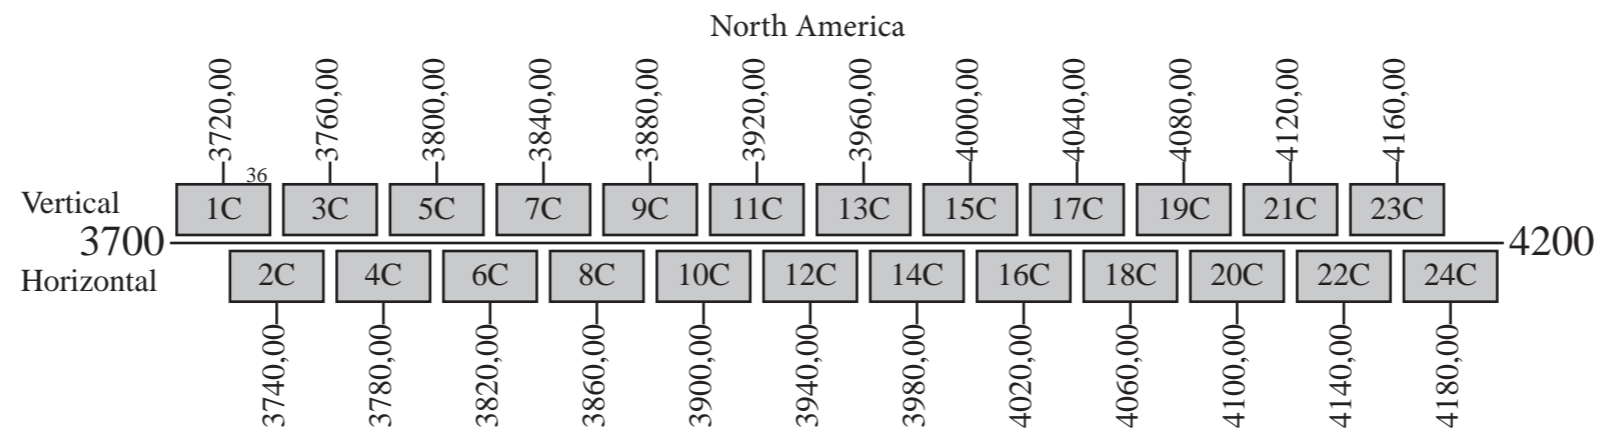 North America
3720,00 3760,00 3800,00 3840,00 3880,00 3920,00 3960,00 4000,00 4040,00 4080,00 4120,00 4160,00
36
Vertical 1C 3C 5C 7C 9C 11C 13C 15C 17C 19C 21C 23C
3700 4200
Horizontal 2C 4C 6C 8C 10C 12C 14C 16C 18C 20C 22C 24C
3740,00 3780,00 3820,00 3860,00 3900,00 3940,00 3980,00 4020,00 4060,00 4100,00 4140,00 4180,00